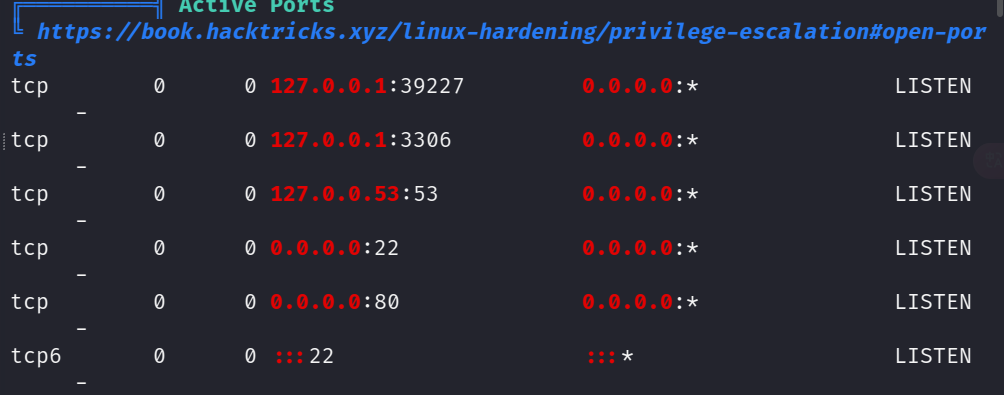 ╔══════════╣ Active Ports
╚ https://book.hacktricks.xyz/linux-hardening/privilege-escalation#open-por
ts
tcp 0 0 127.0.0.1:39227 0.0.0.0:* LISTEN
-
tcp 0 0 127.0.0.1:3306 0.0.0.0:* LISTEN
-
tcp 0 0 127.0.0.53:53 0.0.0.0:* LISTEN
-
tcp 0 0 0.0.0.0:22 0.0.0.0:* LISTEN
-
tcp 0 0 0.0.0.0:80 0.0.0.0:* LISTEN
-
tcp6 0 0 :::22 :::* LISTEN
-